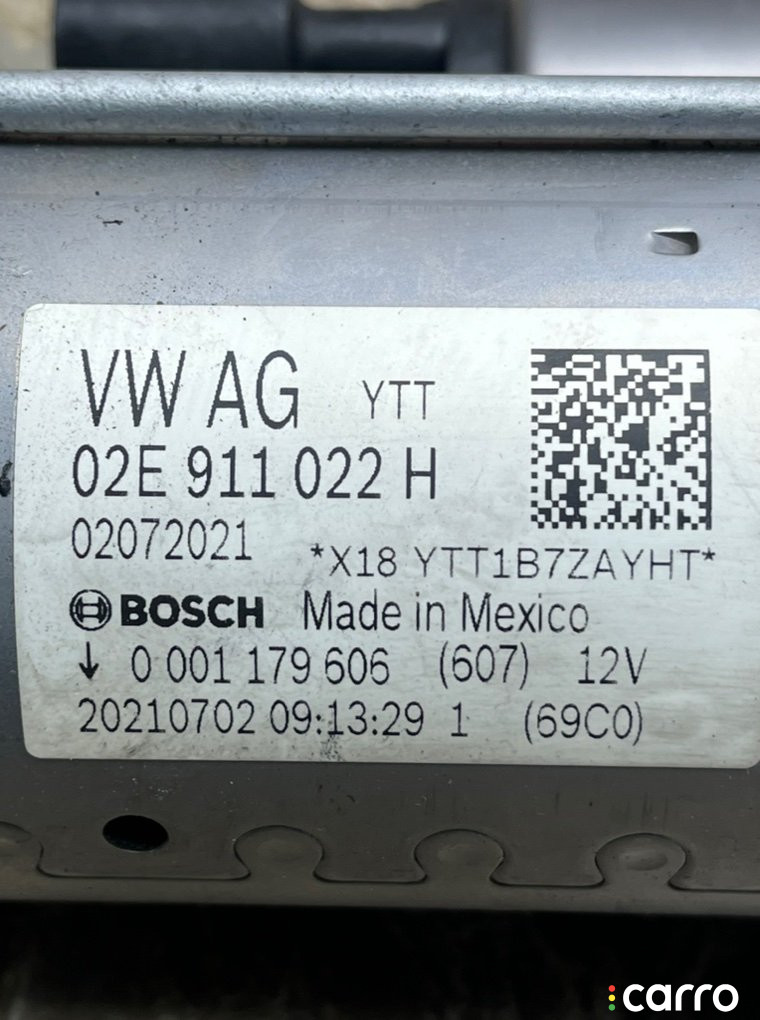 VW AG YTT
02E 911 022 H
02072021
*X18 YTT1B7ZAYHT*
BOSCH Made in Mexico
↓ 0 001 179 606 (607) 12V
20210702 09:13:29 1 (69C0)
carro